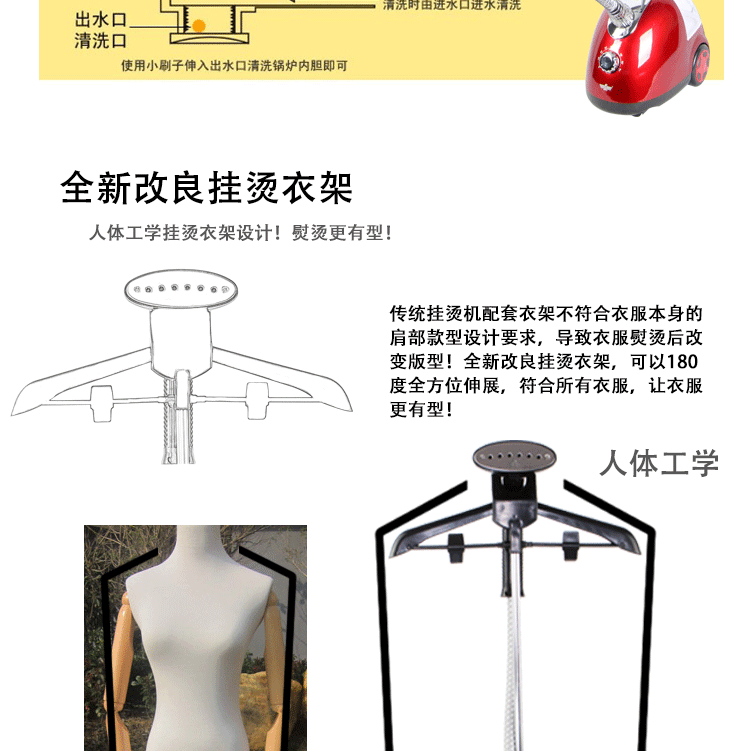 清洗时由进水口进水清洗
出水口
清洗口
使用小刷子伸入出水口清洗锅炉内胆即可
全新改良挂烫衣架
人体工学挂烫衣架设计！熨烫更有型！
传统挂烫机配套衣架不符合衣服本身的
肩部款型设计要求，导致衣服熨烫后改
变版型！全新改良挂烫衣架，可以180
度全方位伸展，符合所有衣服，让衣服
更有型！
人体工学